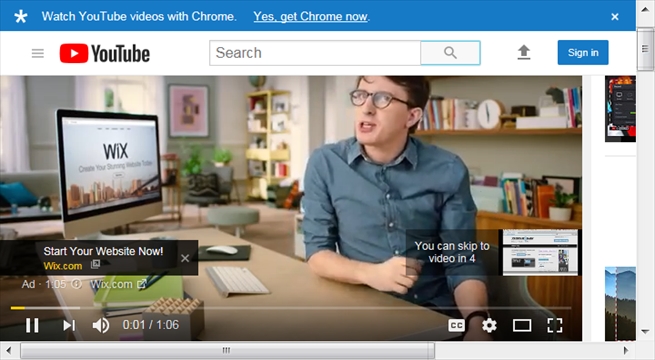 Watch YouTube videos with Chrome. Yes, get Chrome now.
YouTube
Search
Sign in
WiX
Create Your Stunning Website Today!
Start Your Website Now!
Wix.com
You can skip to
video in 4
Ad · 1:05 Wix.com
0:01 / 1:06
CC